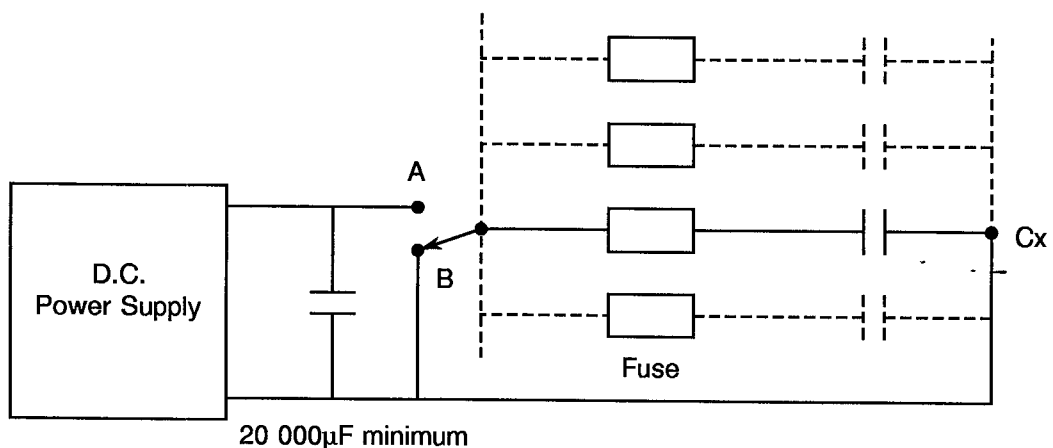 A
B
Cx
D.C.
Power Supply
Fuse
20 000µF minimum